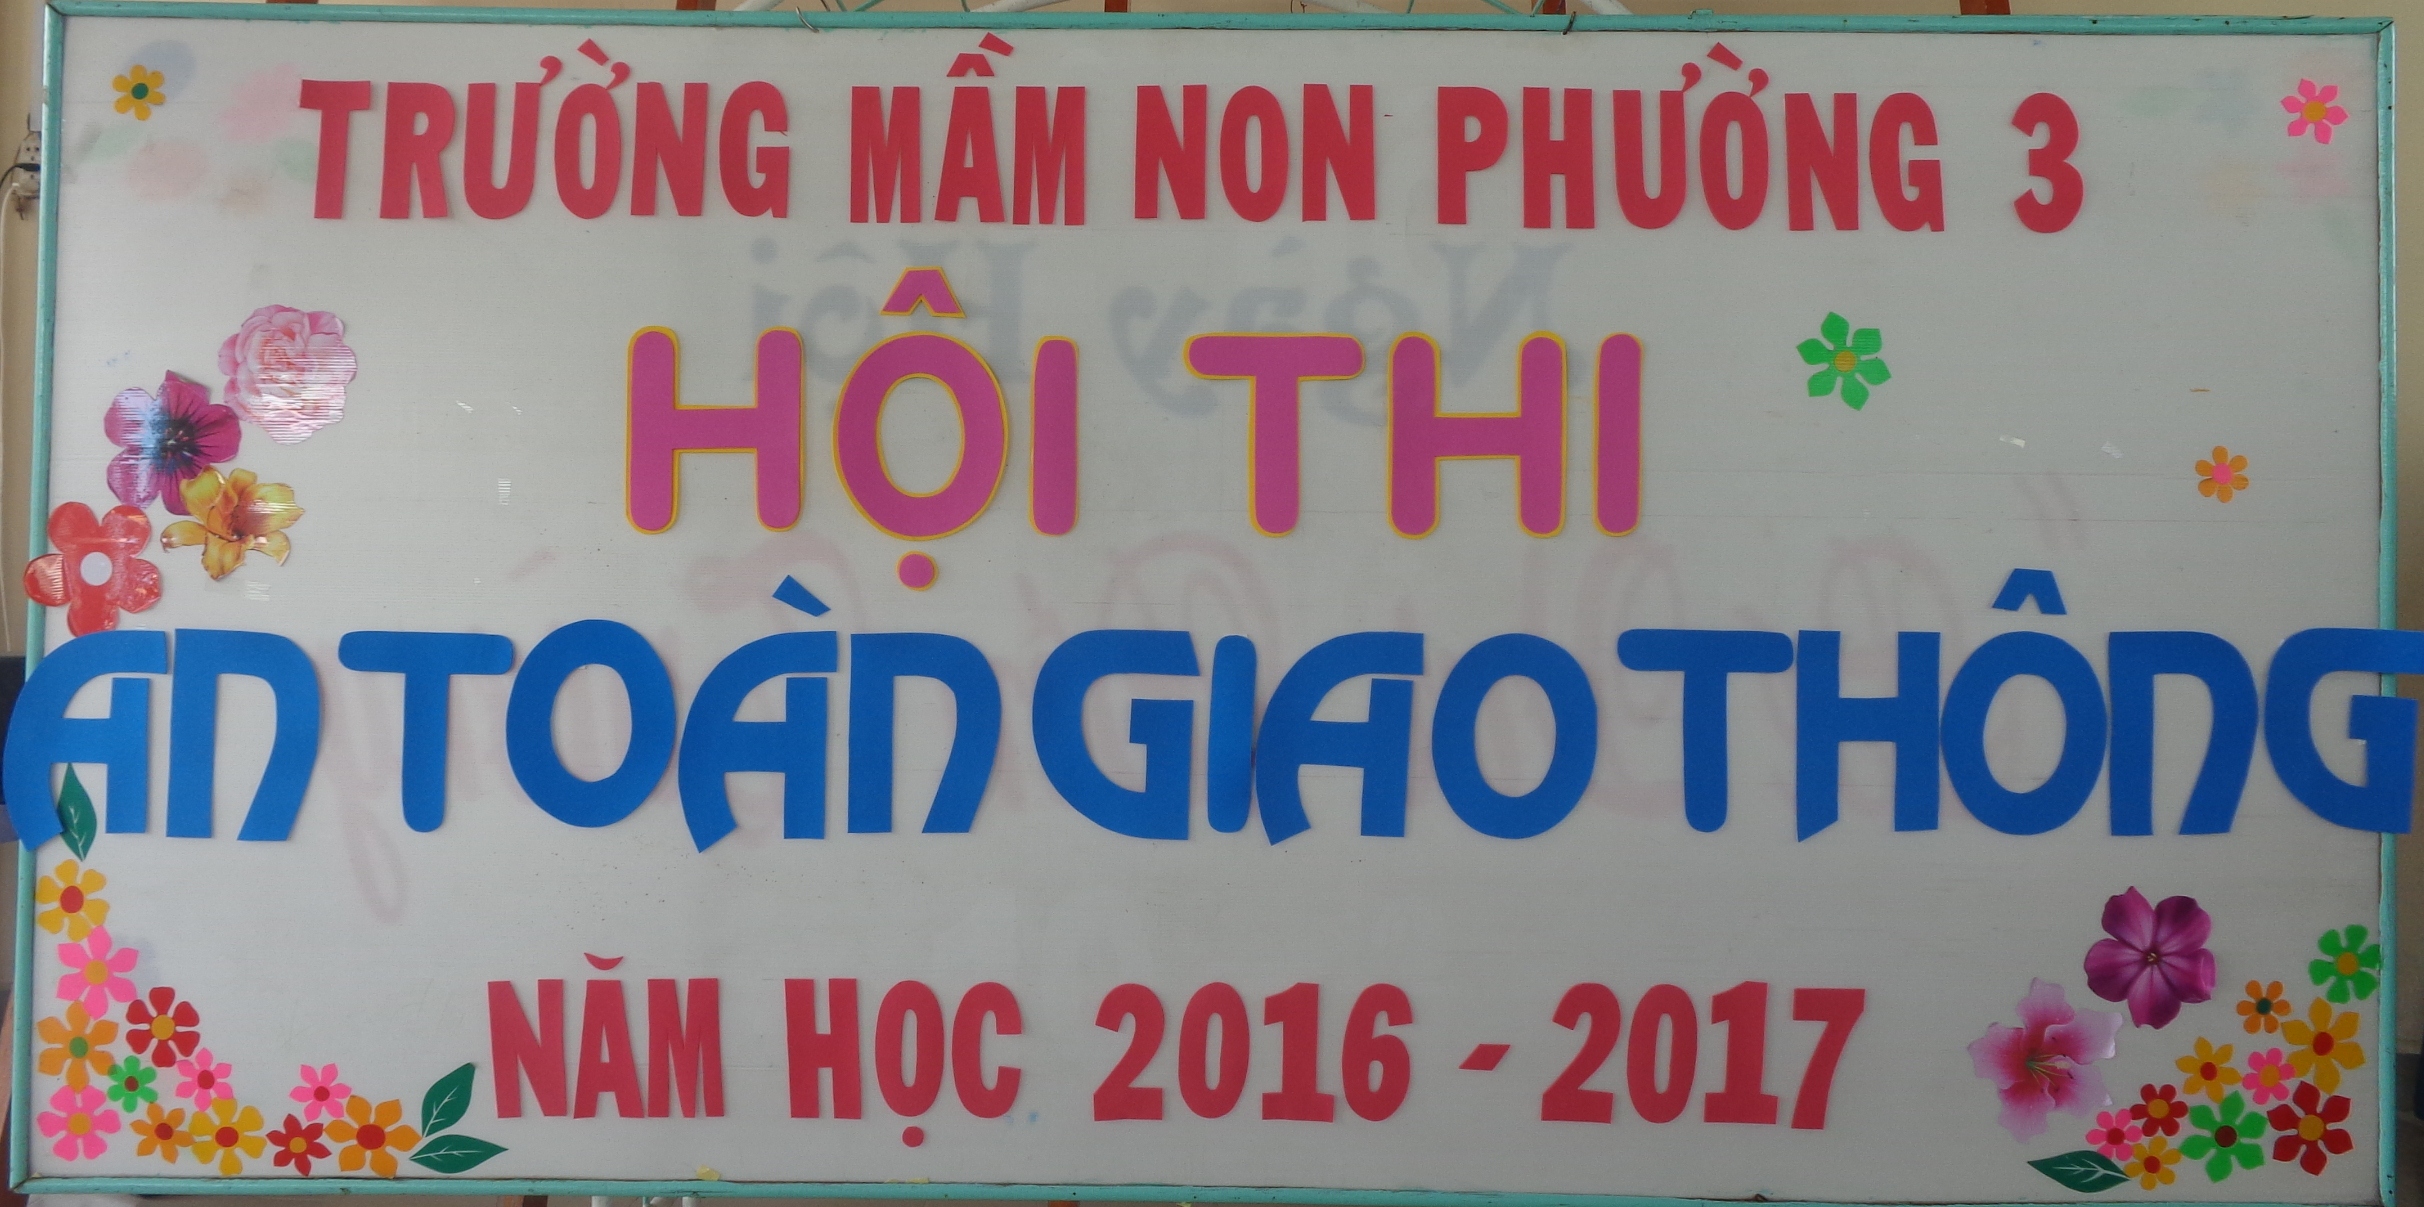 TRƯỜNG MẦM NON PHƯỜNG 3
HỘI THI
AN TOÀN GIAO THÔNG
NĂM HỌC 2016 - 2017